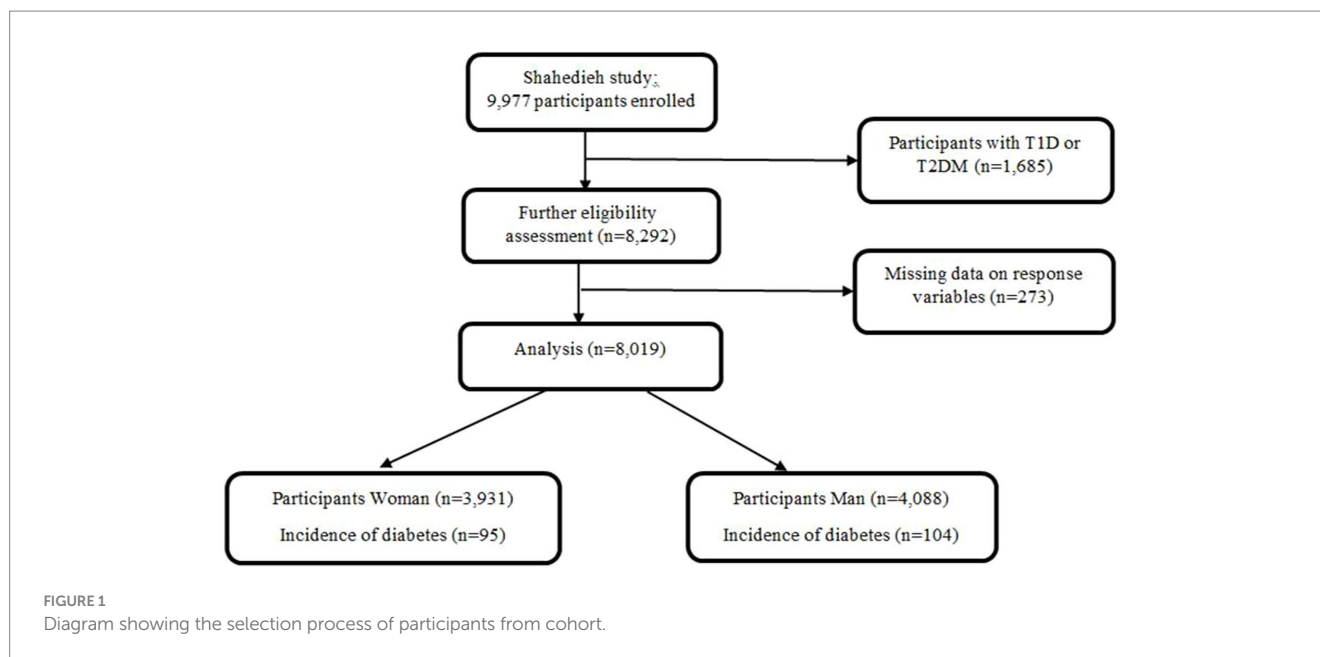 Shahedieh study;
9,977 participants enrolled
Participants with T1D or
T2DM (n=1,685)
Further eligibility
assessment (n=8,292)
Missing data on response
variables (n=273)
Analysis (n=8,019)
Participants Woman (n=3,931)
Incidence of diabetes (n=95)
Participants Man (n=4,088)
Incidence of diabetes (n=104)
FIGURE 1
Diagram showing the selection process of participants from cohort.